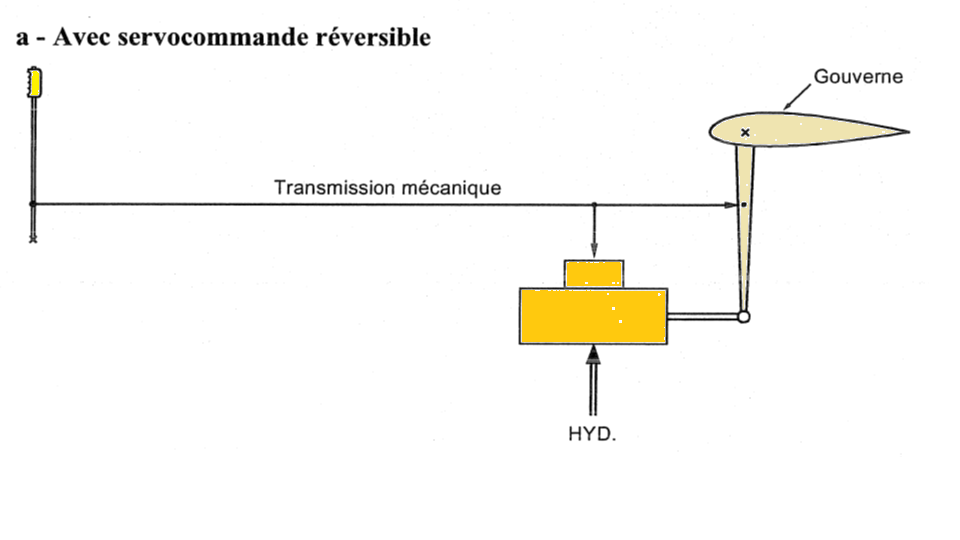 a - Avec servocommande réversible
Gouverne
Transmission mécanique
HYD.